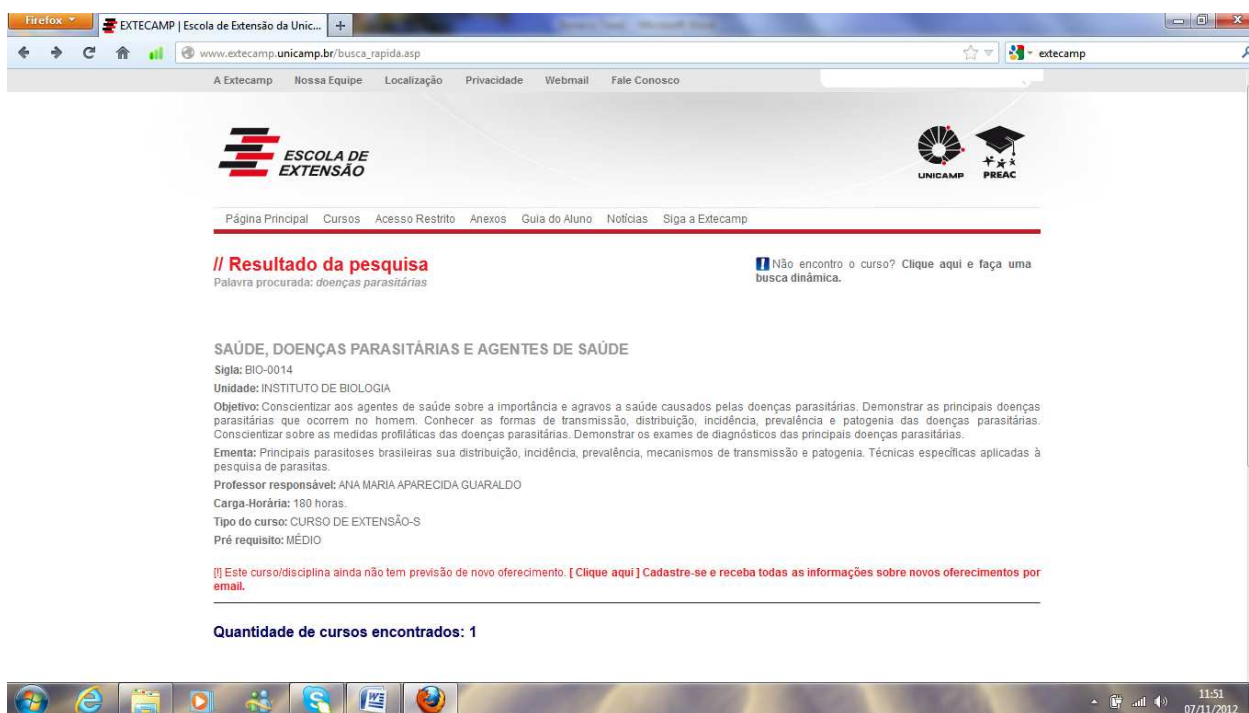 Firefox
EXTECAMP | Escola de Extensão da Unic...
www.extecamp.unicamp.br/busca_rapida.asp
extecamp
A Extecamp Nossa Equipe Localização Privacidade Webmail Fale Conosco
ESCOLA DE
EXTENSÃO
UNICAMP PREAC
Página Principal Cursos Acesso Restrito Anexos Guia do Aluno Notícias Siga a Extecamp
// Resultado da pesquisa
Palavra procurada: doenças parasitárias
Não encontro o curso? Clique aqui e faça uma
busca dinâmica.
SAÚDE, DOENÇAS PARASITÁRIAS E AGENTES DE SAÚDE
Sigla: BIO-0014
Unidade: INSTITUTO DE BIOLOGIA
Objetivo: Conscientizar aos agentes de saúde sobre a importância e agravos a saúde causados pelas doenças parasitárias. Demonstrar as principais doenças
parasitárias que ocorrem no homem. Conhecer as formas de transmissão, distribuição, incidência, prevalência e patogenia das doenças parasitárias.
Conscientizar sobre as medidas profiláticas das doenças parasitárias. Demonstrar os exames de diagnósticos das principais doenças parasitárias.
Ementa: Principais parasitoses brasileiras sua distribuição, incidência, prevalência, mecanismos de transmissão e patogenia. Técnicas específicas aplicadas à
pesquisa de parasitas.
Professor responsável: ANA MARIA APARECIDA GUARALDO
Carga-Horária: 180 horas.
Tipo do curso: CURSO DE EXTENSÃO-S
Pré requisito: MÉDIO
[!] Este curso/disciplina ainda não tem previsão de novo oferecimento. [ Clique aqui ] Cadastre-se e receba todas as informações sobre novos oferecimentos por
email.
Quantidade de cursos encontrados: 1
11:51
07/11/2012